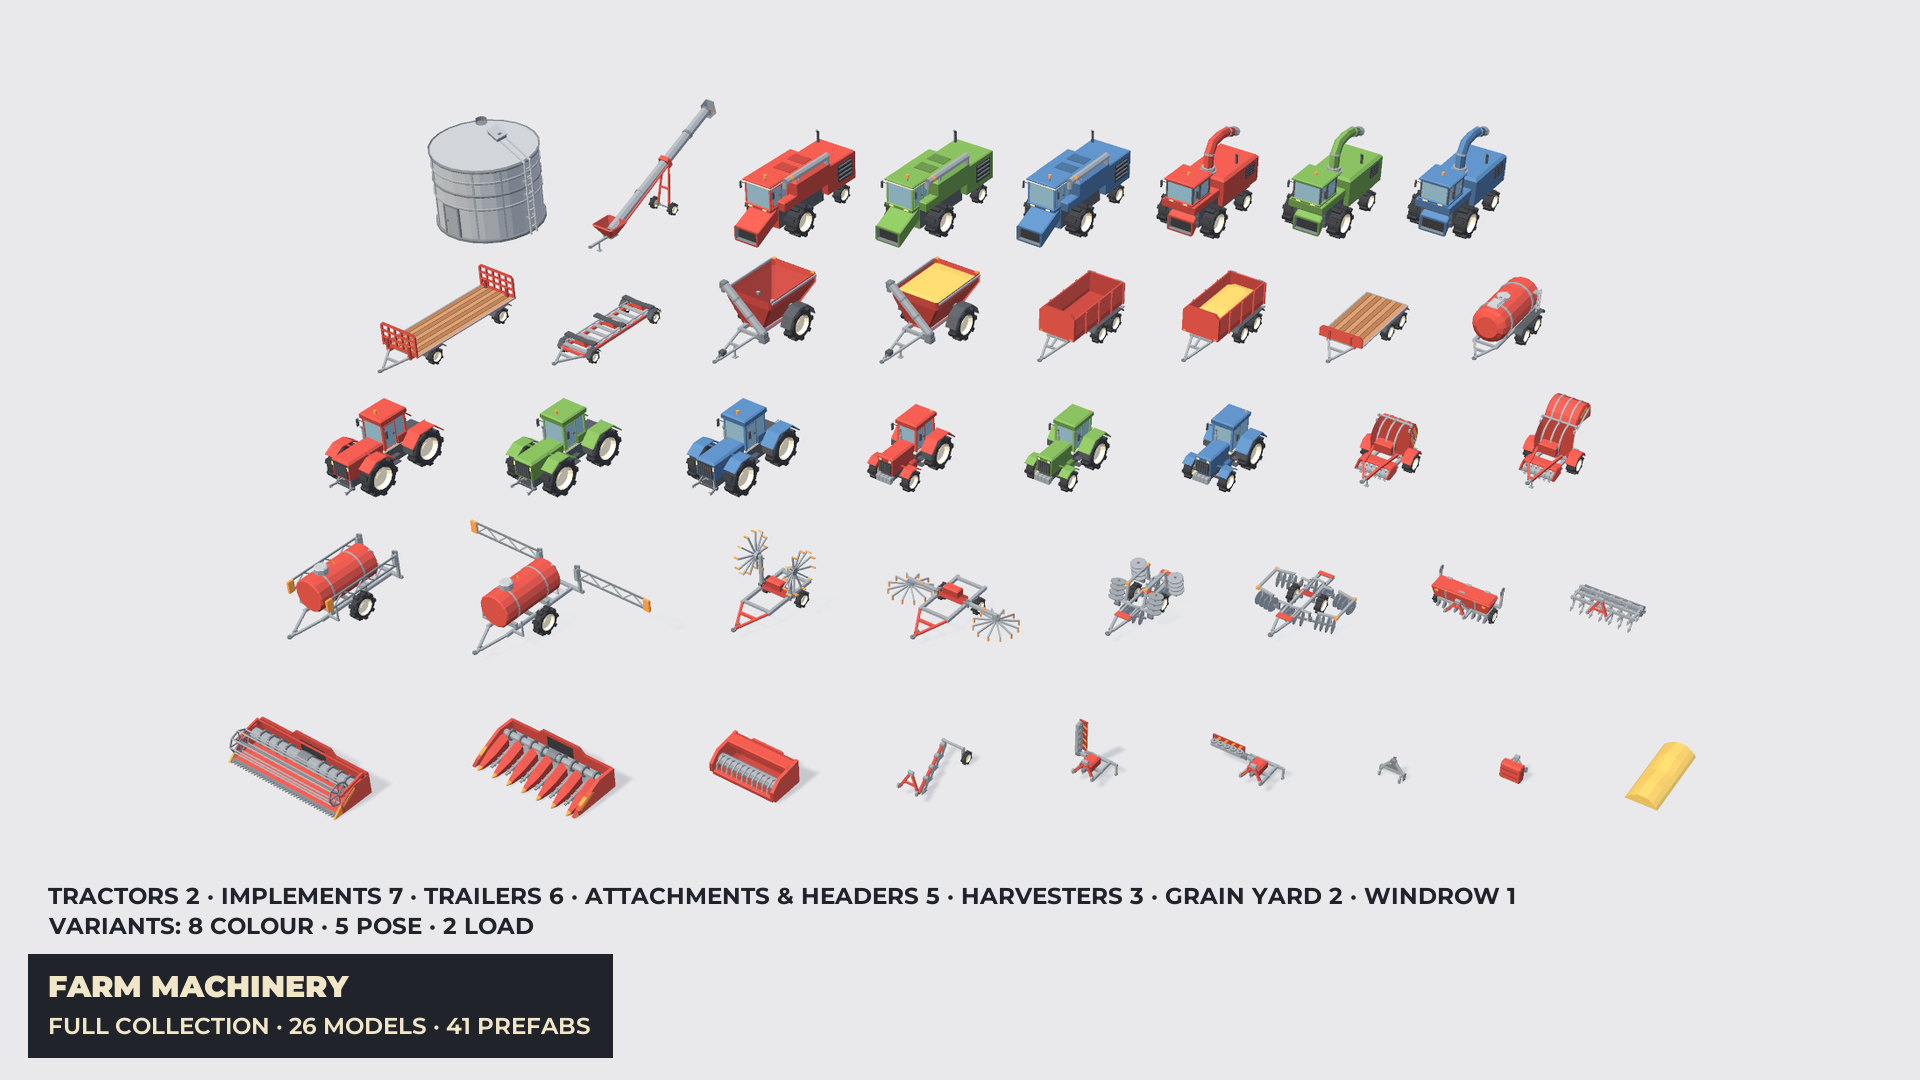 TRACTORS 2 · IMPLEMENTS 7 · TRAILERS 6 · ATTACHMENTS & HEADERS 5 · HARVESTERS 3 · GRAIN YARD 2 · WINDROW 1
VARIANTS: 8 COLOUR · 5 POSE · 2 LOAD
FARM MACHINERY
FULL COLLECTION · 26 MODELS · 41 PREFABS